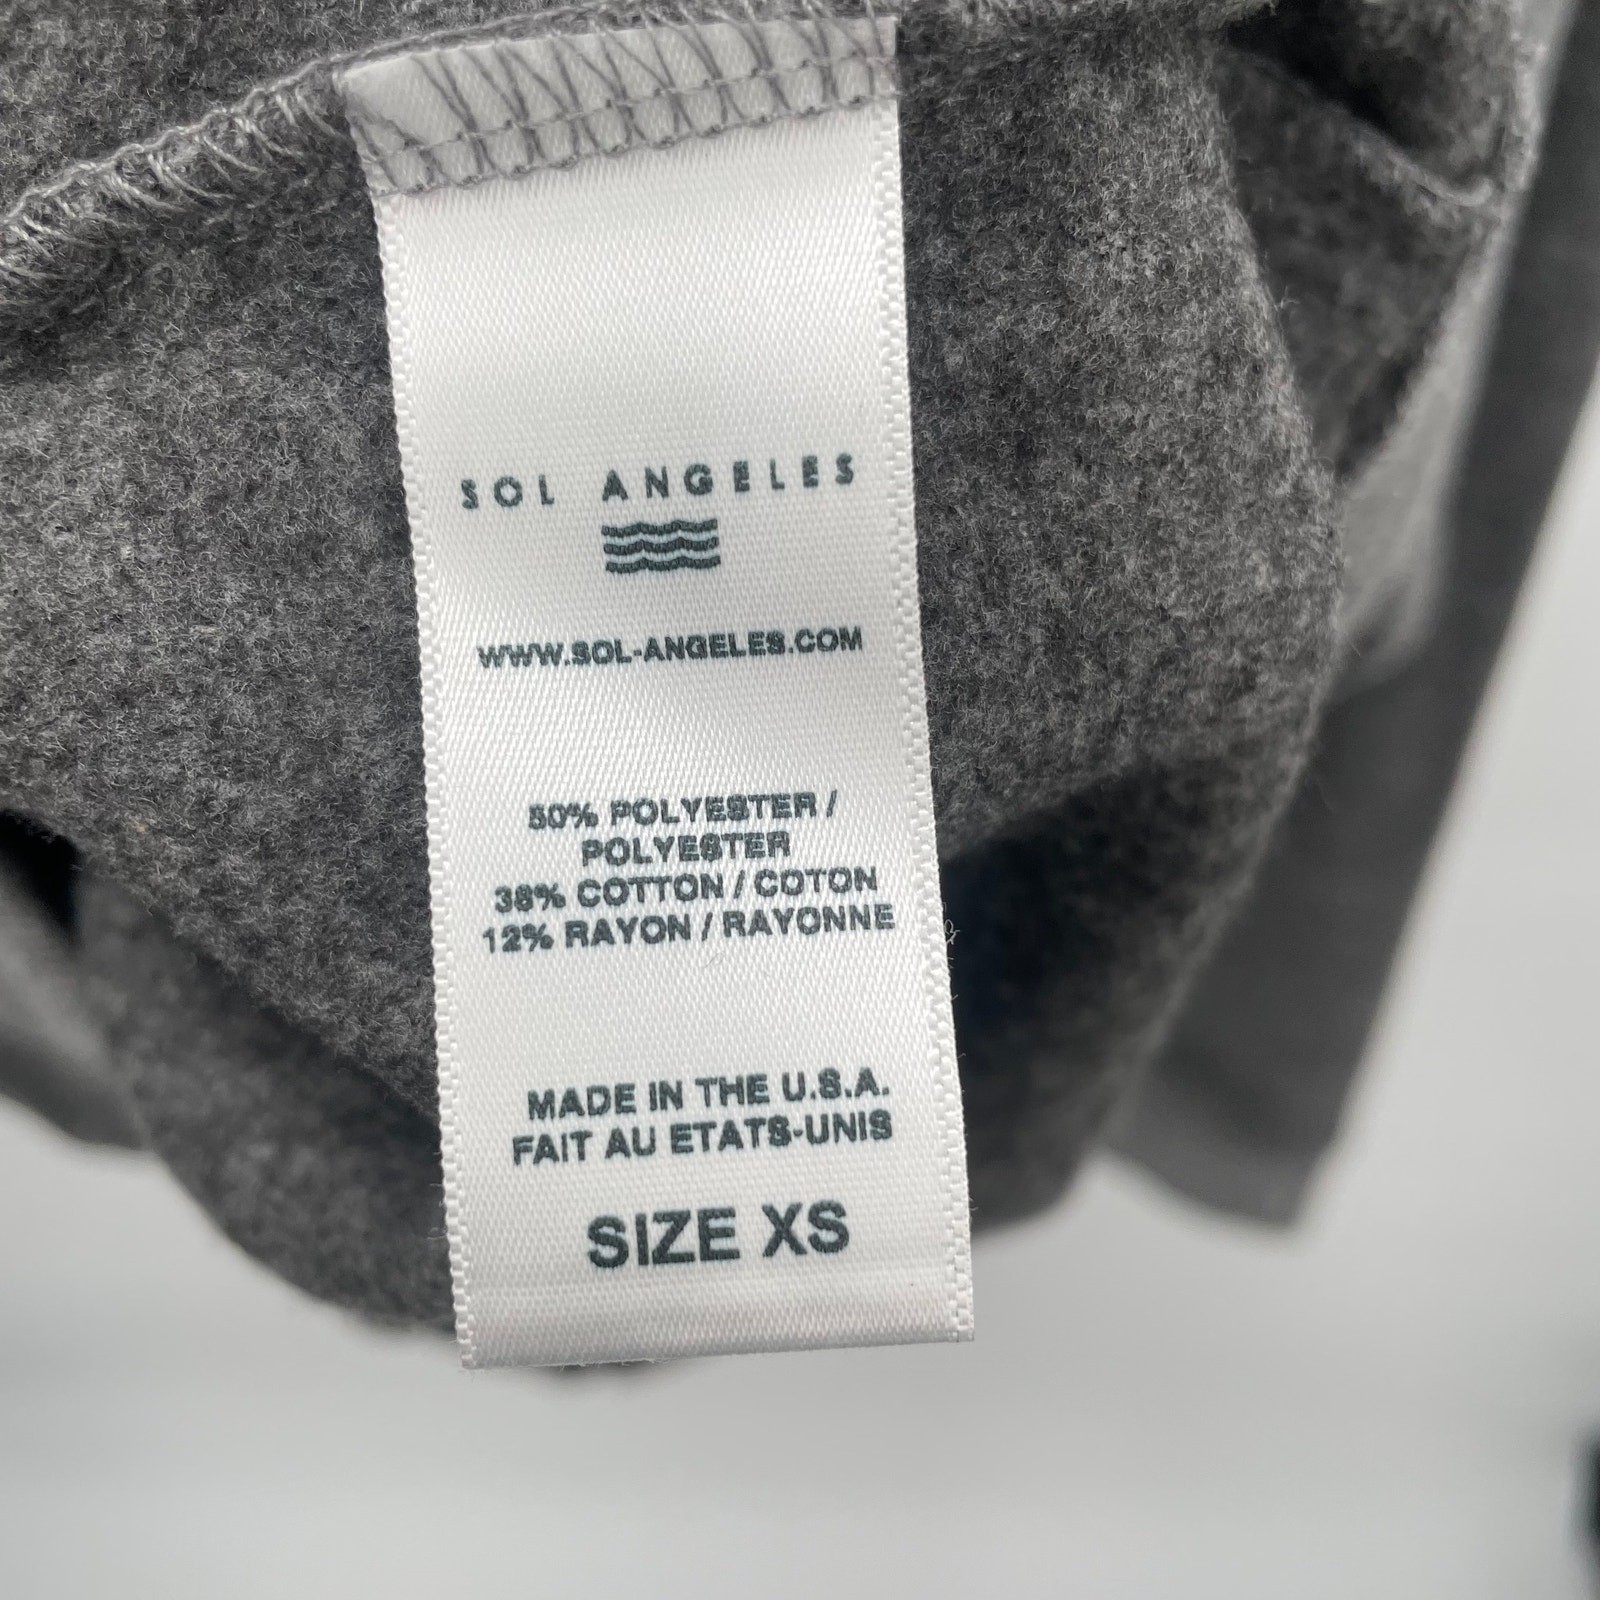 SOL ANGELES
WWW.SOL-ANGELES.COM
50% POLYESTER /
POLYESTER
38% COTTON / COTON
12% RAYON / RAYONNE
MADE IN THE U.S.A.
FAIT AU ETATS-UNIS
SIZE XS